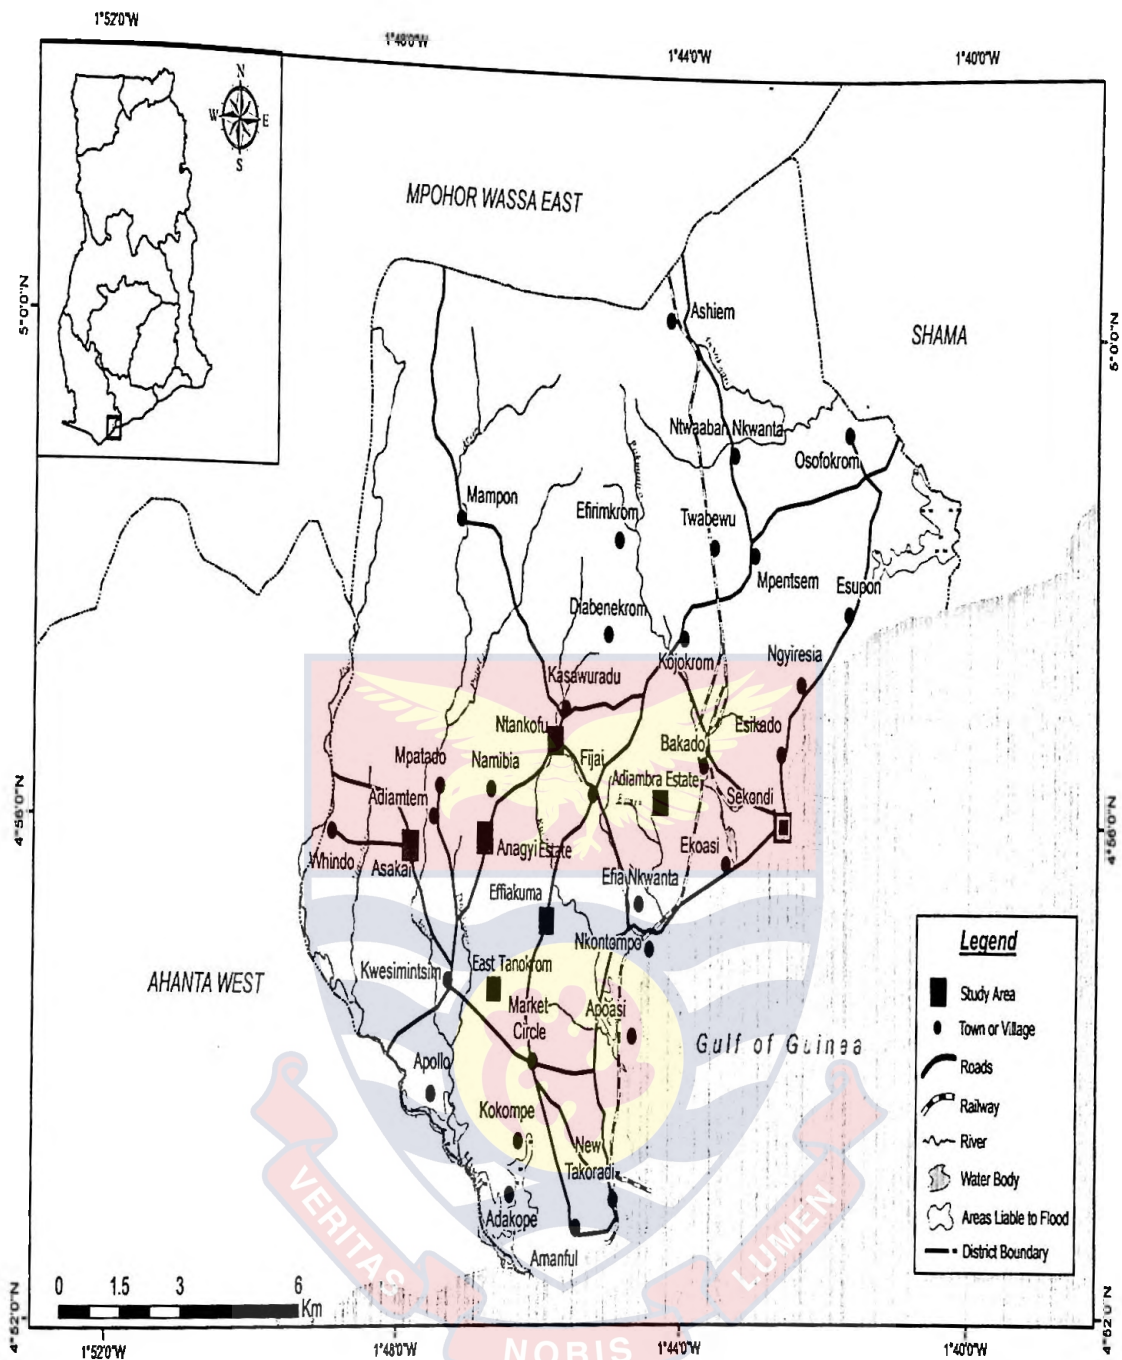 1°52'0"W
1°48'0"W
1°44'0"W
1°40'0"W
N
W
E
S
MPOHOR WASSA EAST
5°0'0"N
Ashiem
SHAMA
5°0'0"N
Ntwaabar Nkwanta
Osofokrom
Mampon
Efirimkrom
Twabewu
Mpentsem
Esupon
Diabenekrom
Kojokrom
Ngyiresia
Kasawuradu
Ntankofu
Esikado
Bakado
Mpatado
Namibia
Fijai
Adiambra Estate
4°56'0"N
Adiamtem
Sekondi
4°56'0"N
Whindo
Asakai
Anagyi Estate
Ekoasi
Effiakuma
Efia Nkwanta
Nkontompo
Legend
Kwesimintsim
East Tanokrom
AHANTA WEST
Study Area
Market
Circle
Apoasi
Town or Village
Gulf of Guinea
Apollo
Roads
Kokompe
Railway
New
Takoradi
River
Water Body
Adakope
Areas Liable to Flood
Amanful
District Boundary
VERITAS
LUMEN
NOBIS
0 1.5 3 6
Km
4°52'0"N
4°52'0"N
1°52'0"W
1°48'0"W
1°44'0"W
1°40'0"W